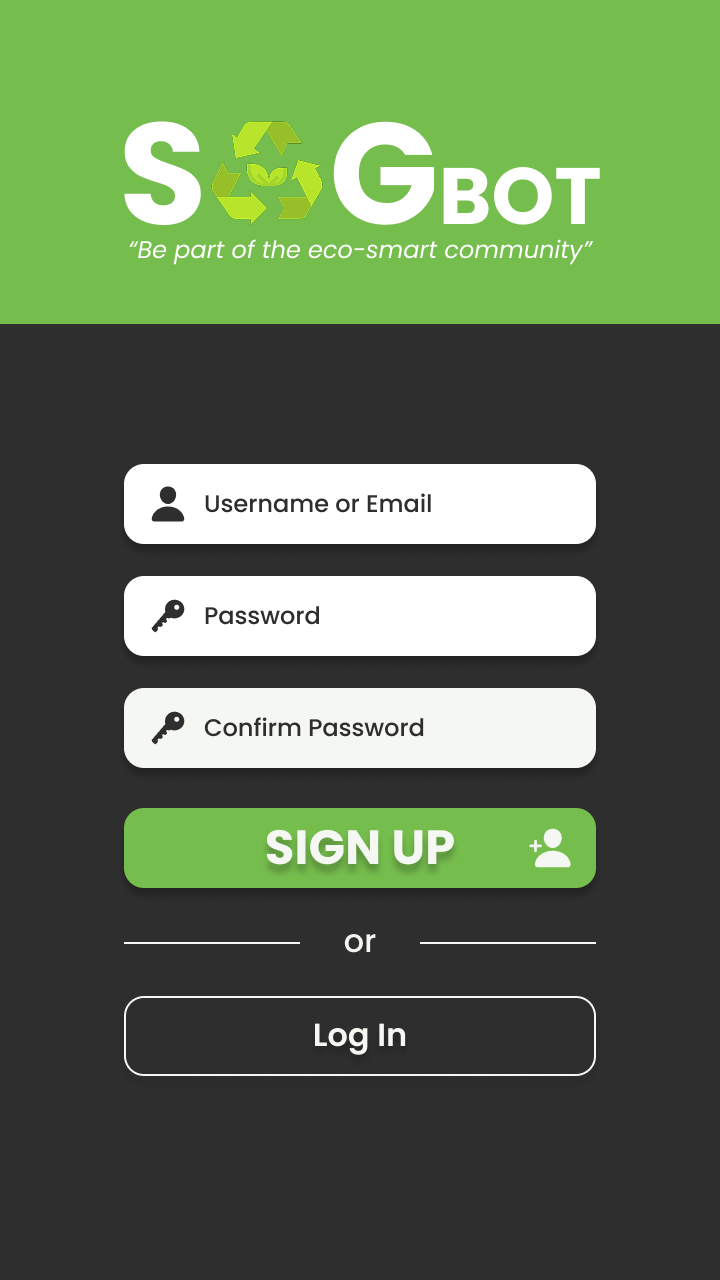 SGBOT
“Be part of the eco-smart community”
Username or Email
Password
Confirm Password
SIGN UP
or
Log In